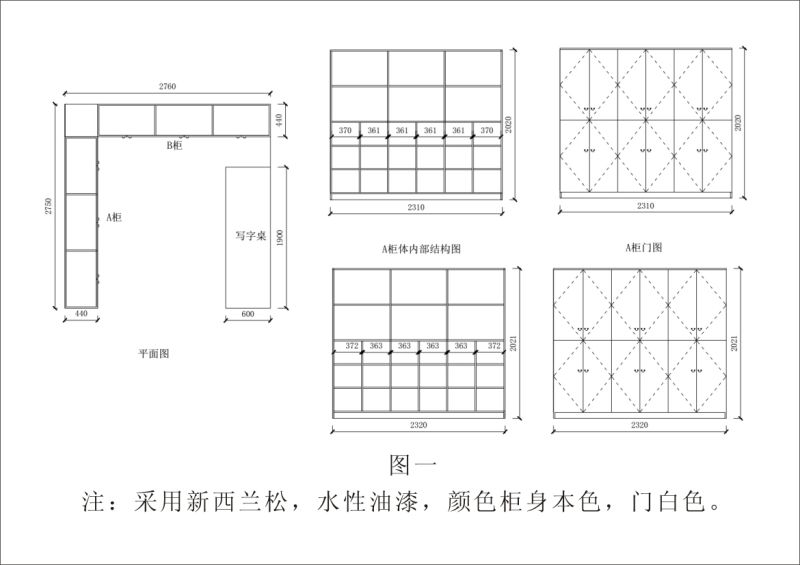 2760
440
B柜
2750
A柜
写字桌
1900
440
600
平面图
370 361 361 361 361 370
2020
2310
A柜体内部结构图
2020
2310
A柜门图
372 363 363 363 363 372
2021
2320
2021
2320
图一
注：采用新西兰松，水性油漆，颜色柜身本色，门白色。